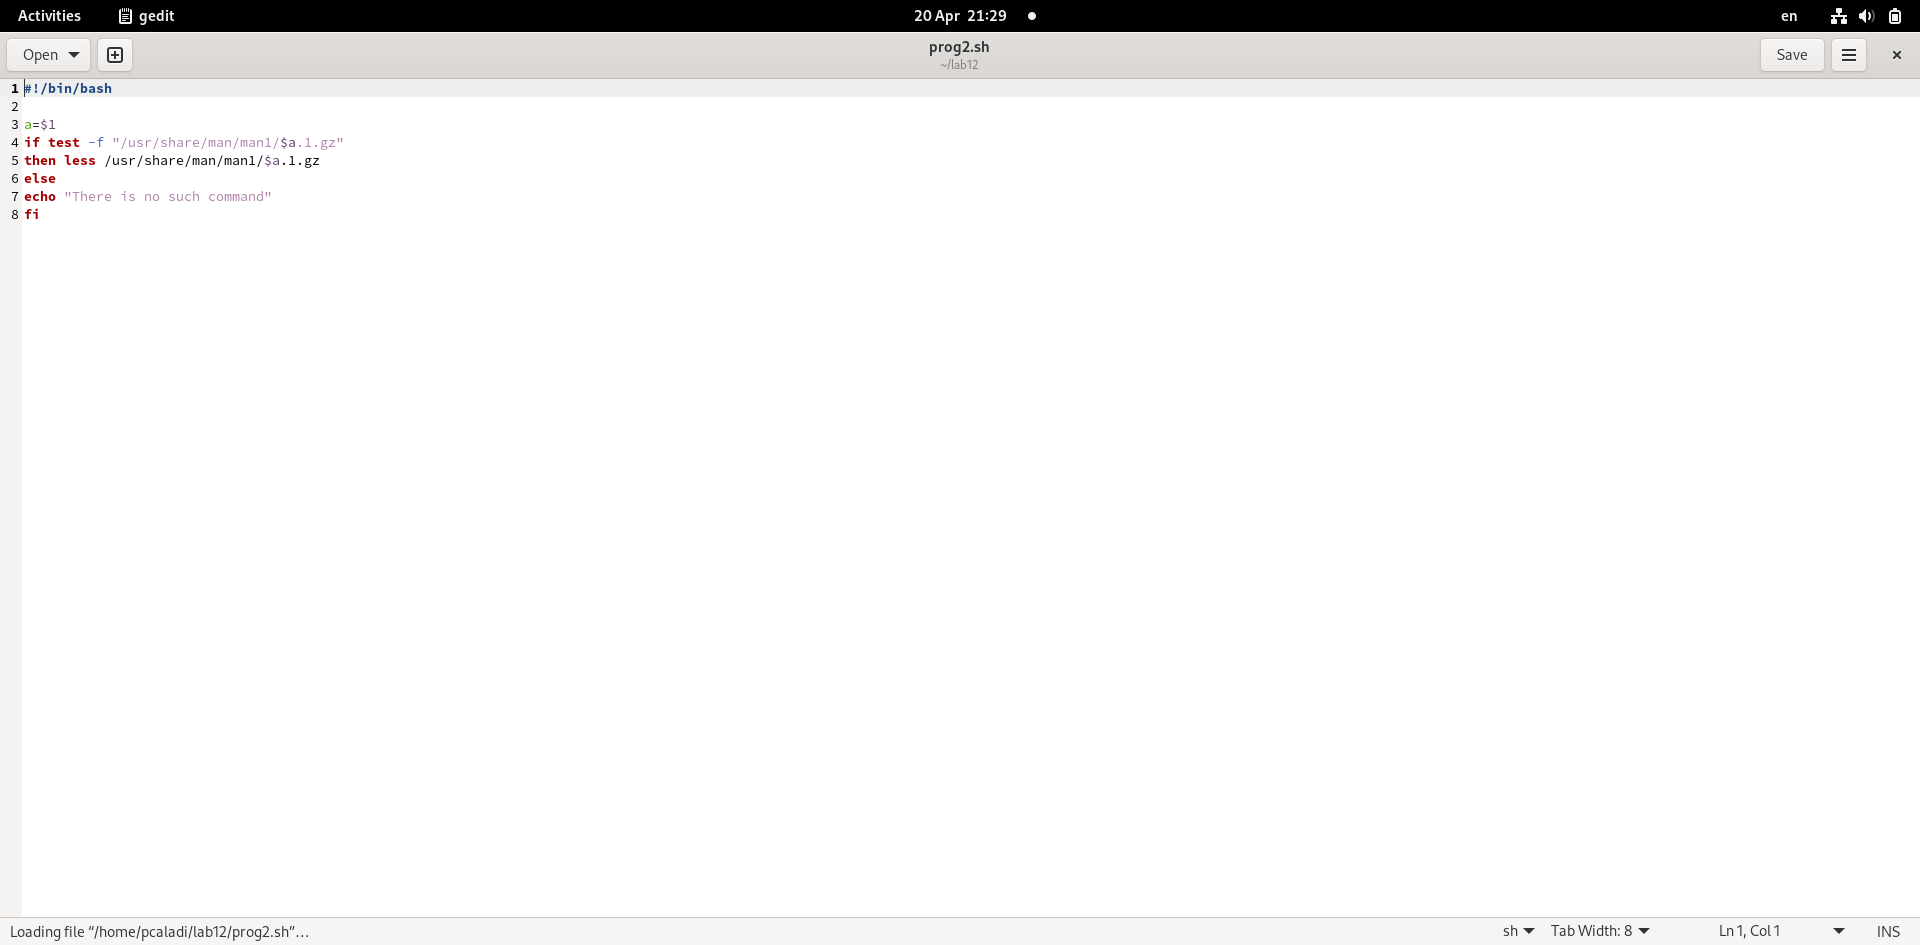 Activities gedit 20 Apr 21:29 en
Open prog2.sh Save
~/lab12
1 #!/bin/bash
2
3 a=$1
4 if test -f "/usr/share/man/man1/$a.1.gz"
5 then less /usr/share/man/man1/$a.1.gz
6 else
7 echo "There is no such command"
8 fi
Loading file “/home/pcaladi/lab12/prog2.sh”… sh Tab Width: 8 Ln 1, Col 1 INS